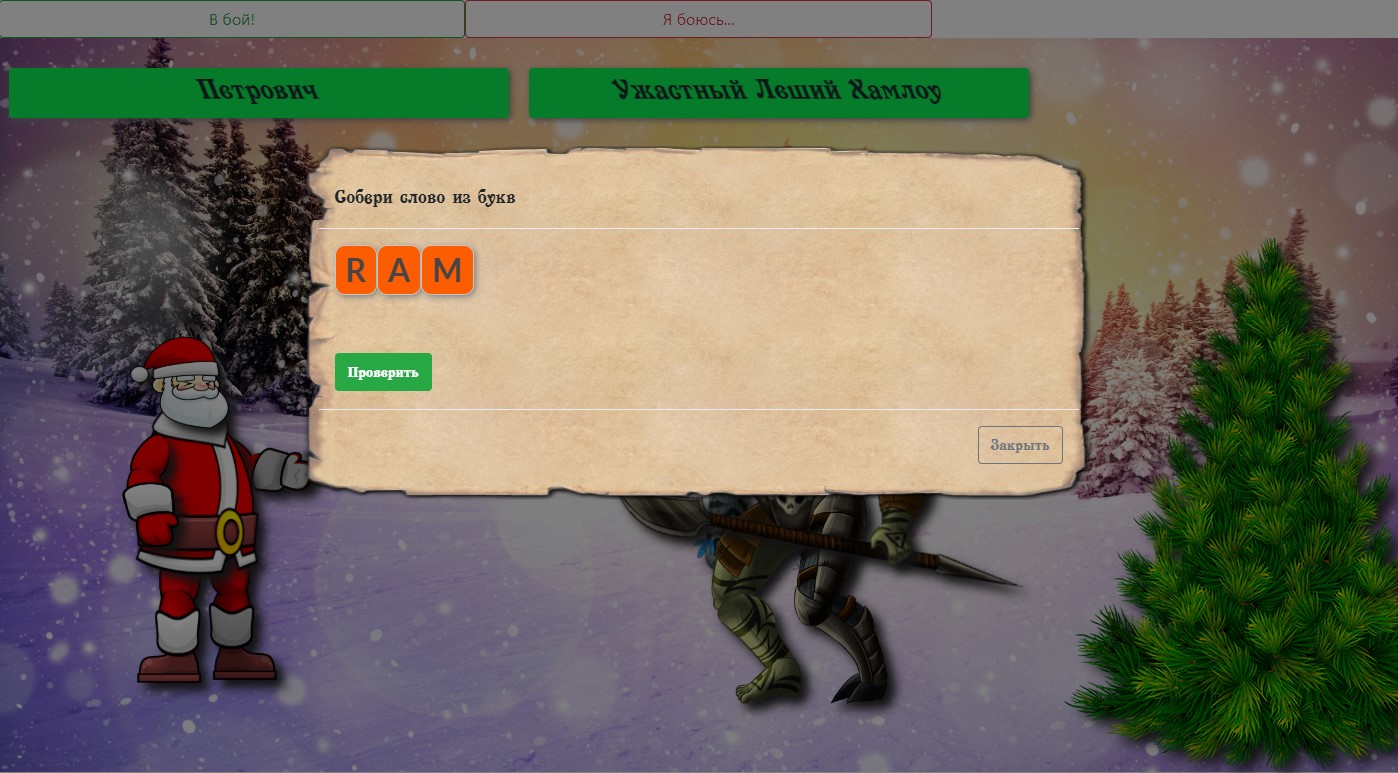 В бой!
Я боюсь...
Петрович
Ужастный Леший Хамлоу
Собери слово из букв
R A M
Проверить
Закрыть